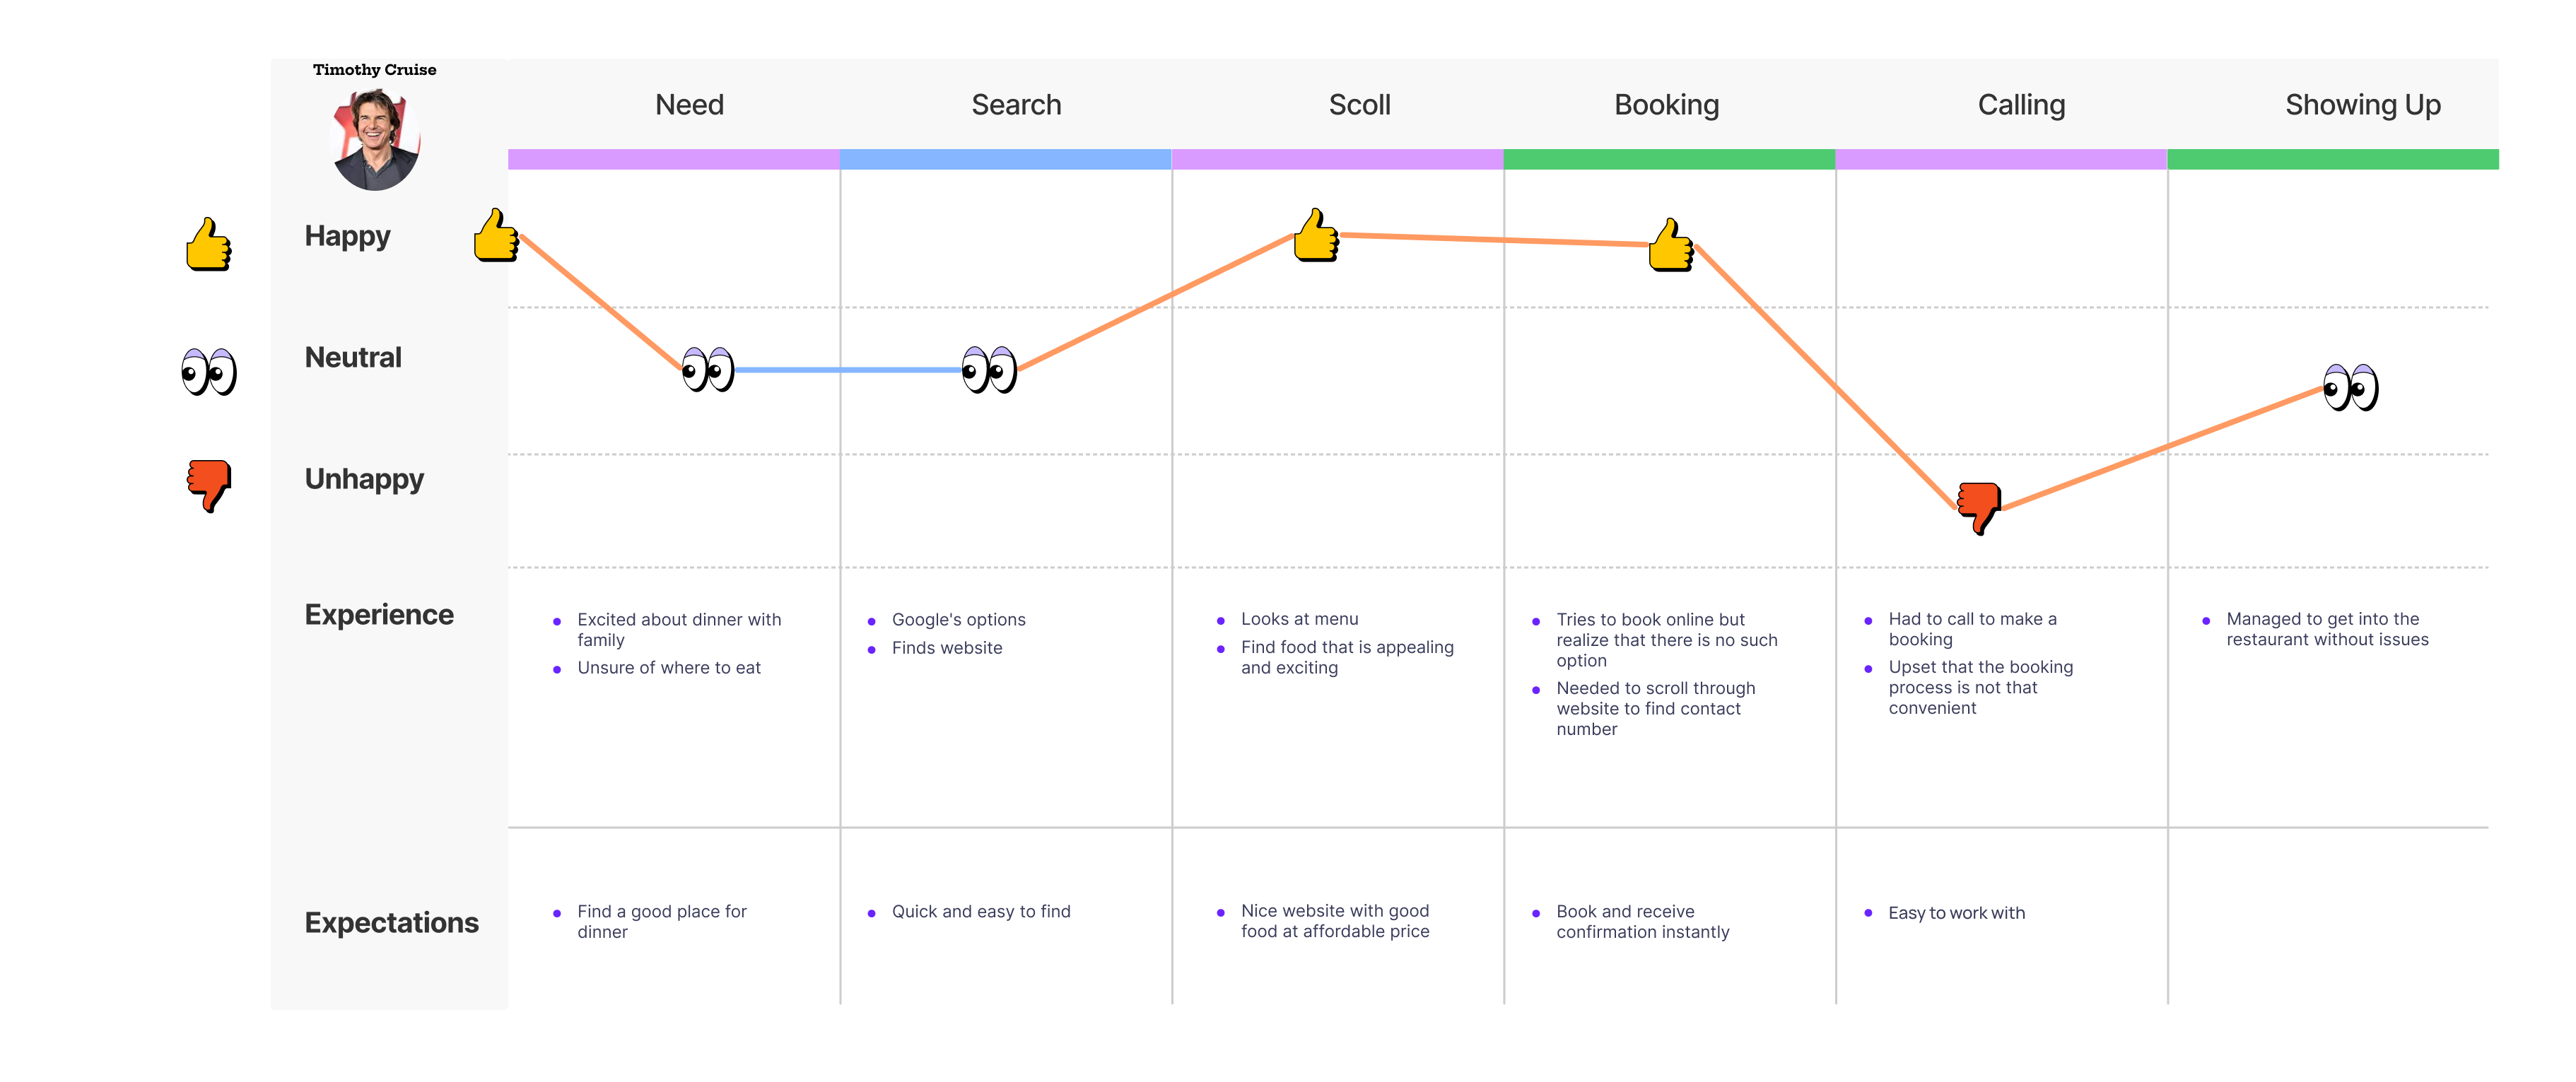 Timothy Cruise
Need
Search
Scoll
Booking
Calling
Showing Up
Happy
Neutral
Unhappy
Experience
Excited about dinner with
family
Unsure of where to eat
Google's options
Finds website
Looks at menu
Find food that is appealing
and exciting
Tries to book online but
realize that there is no such
option
Needed to scroll through
website to find contact
number
Had to call to make a
booking
Upset that the booking
process is not that
convenient
Managed to get into the
restaurant without issues
Expectations
Find a good place for
dinner
Quick and easy to find
Nice website with good
food at affordable price
Book and receive
confirmation instantly
Easy to work with